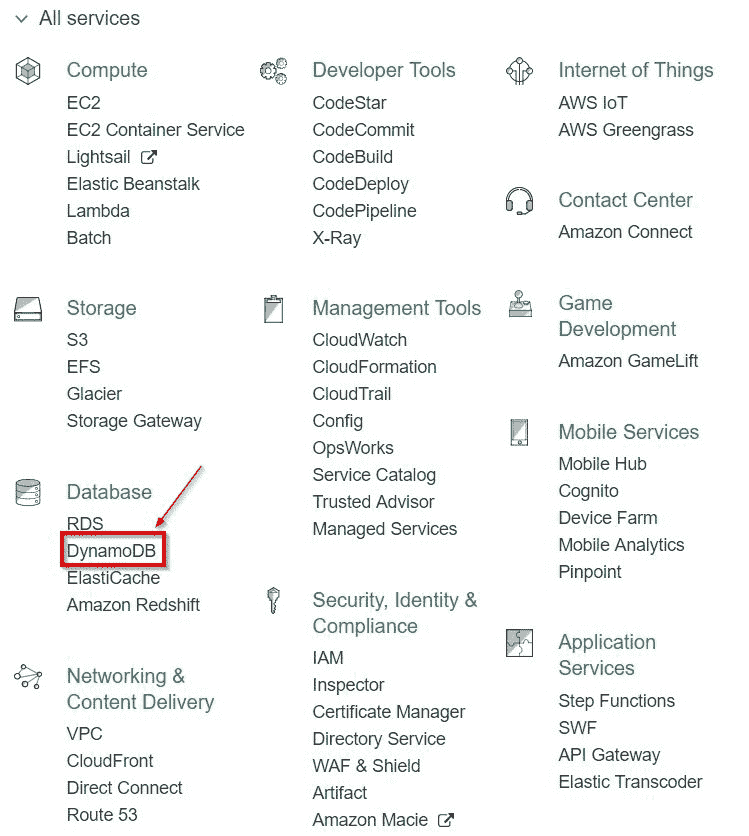 All services
Compute
EC2
EC2 Container Service
Lightsail
Elastic Beanstalk
Lambda
Batch
Storage
S3
EFS
Glacier
Storage Gateway
Database
RDS
DynamoDB
ElastiCache
Amazon Redshift
Networking &
Content Delivery
VPC
CloudFront
Direct Connect
Route 53
Developer Tools
CodeStar
CodeCommit
CodeBuild
CodeDeploy
CodePipeline
X-Ray
Management Tools
CloudWatch
CloudFormation
CloudTrail
Config
OpsWorks
Service Catalog
Trusted Advisor
Managed Services
Security, Identity &
Compliance
IAM
Inspector
Certificate Manager
Directory Service
WAF & Shield
Artifact
Amazon Macie
Internet of Things
AWS IoT
AWS Greengrass
Contact Center
Amazon Connect
Game
Development
Amazon GameLift
Mobile Services
Mobile Hub
Cognito
Device Farm
Mobile Analytics
Pinpoint
Application
Services
Step Functions
SWF
API Gateway
Elastic Transcoder